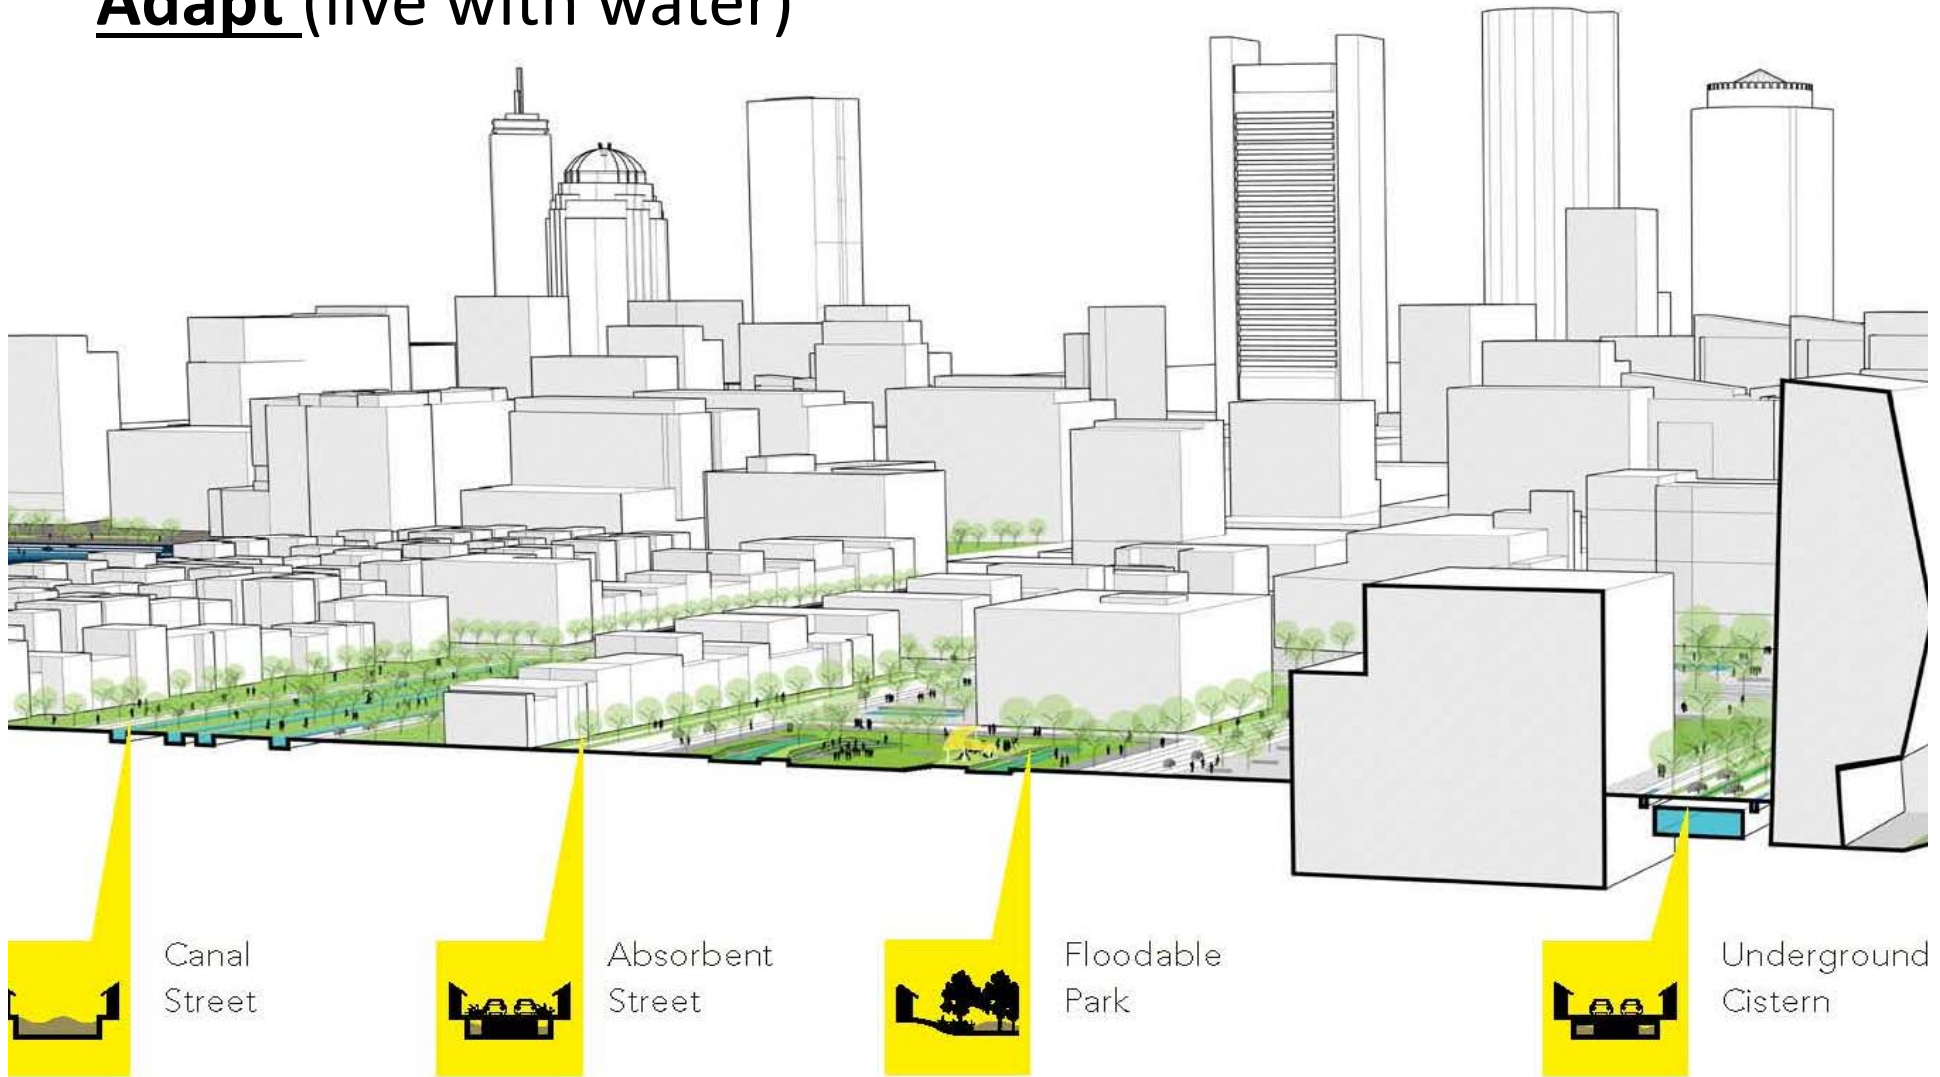 Adapt (live with water)
Canal
Street
Absorbent
Street
Floodable
Park
Underground
Cistern